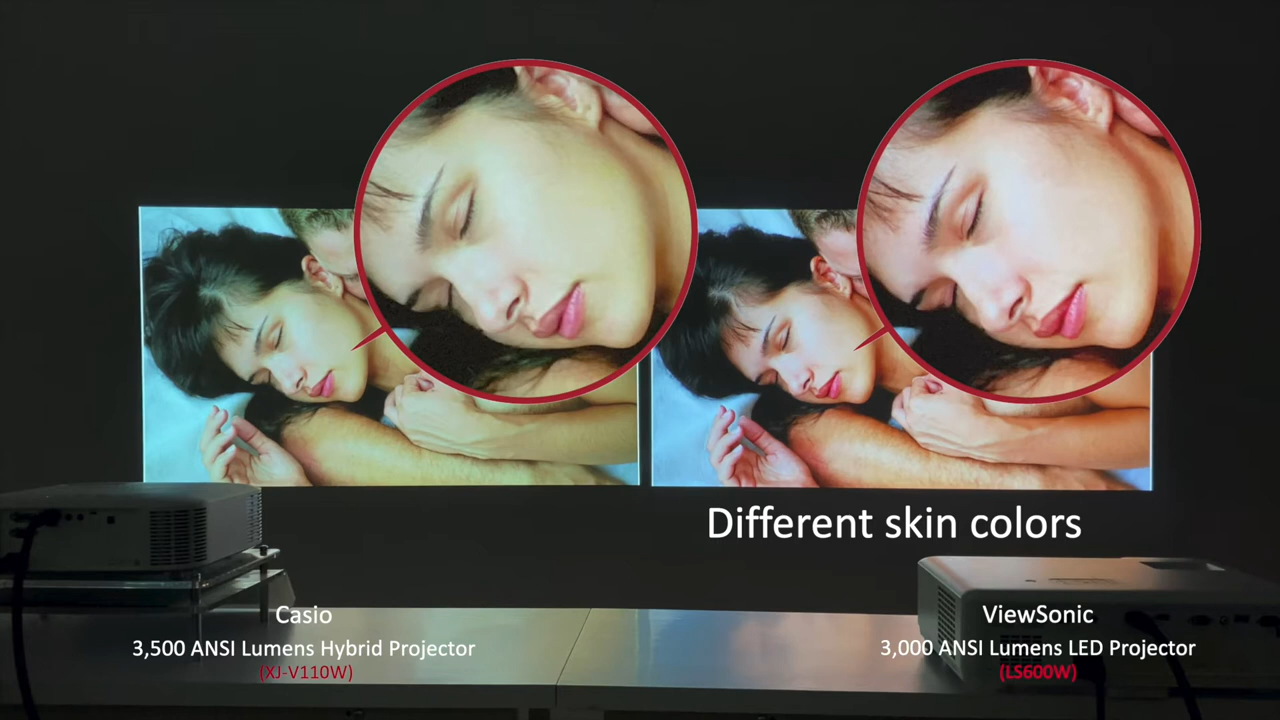 Different skin colors
Casio
3,500 ANSI Lumens Hybrid Projector
(XJ-V110W)
ViewSonic
3,000 ANSI Lumens LED Projector
(LS600W)